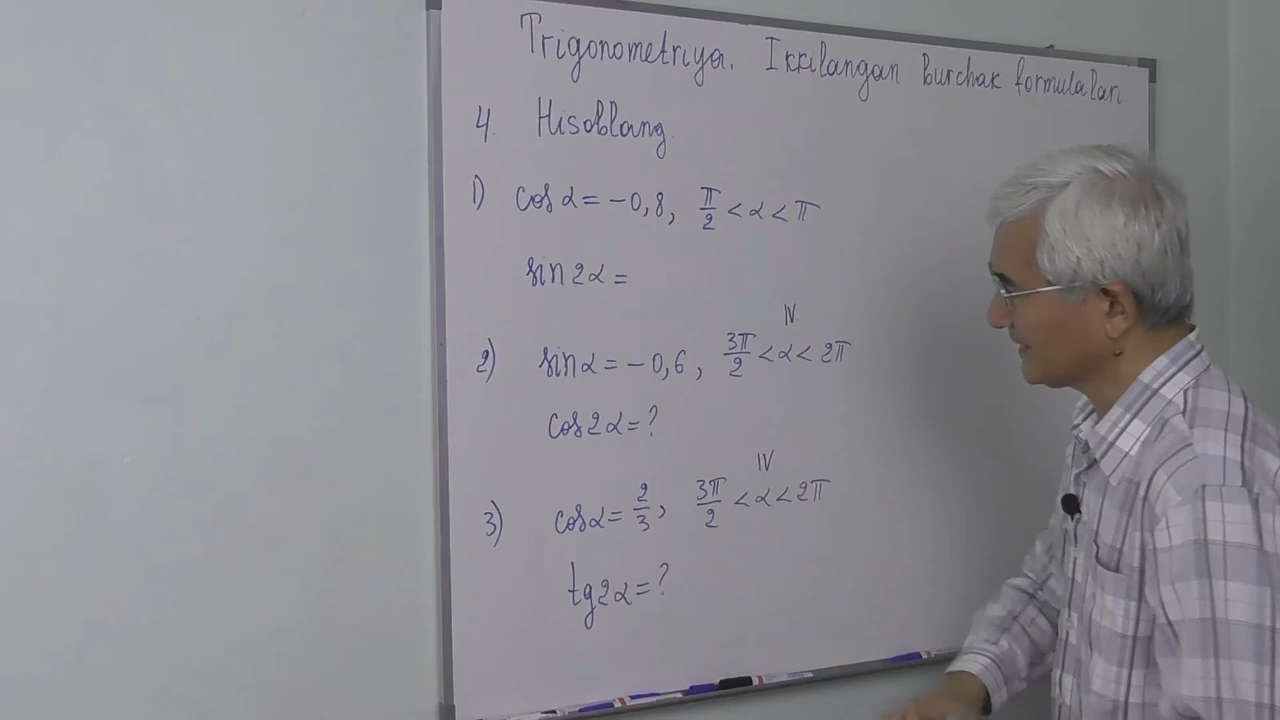 Trigonometriya. Ikkilangan burchak formulalari
4. Hisoblang.
1) cos α = -0,8, π/2 < α < π
sin 2α =
IV
2) sin α = -0,6, 3π/2 < α < 2π
cos 2α = ?
IV
3) cos α = 2/3, 3π/2 < α < 2π
tg 2α = ?